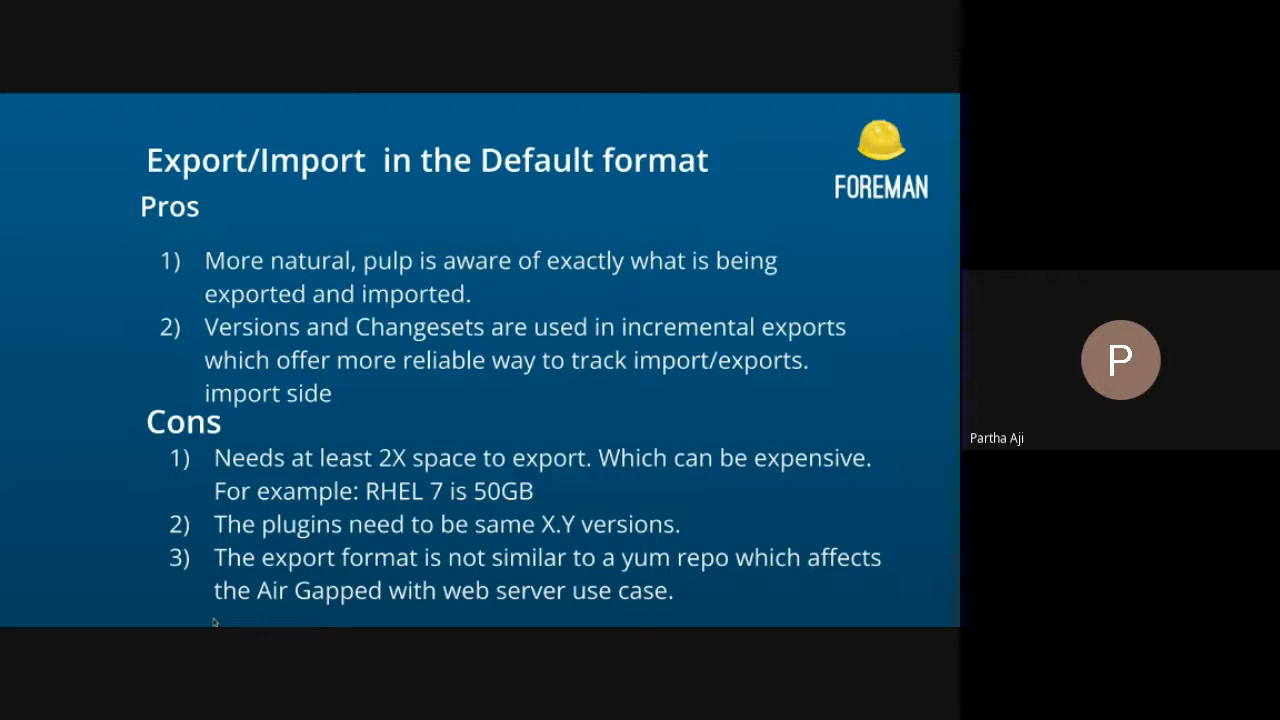 Export/Import in the Default format
FOREMAN
Pros
1) More natural, pulp is aware of exactly what is being
exported and imported.
2) Versions and Changesets are used in incremental exports
which offer more reliable way to track import/exports.
import side
Cons
1) Needs at least 2X space to export. Which can be expensive.
For example: RHEL 7 is 50GB
2) The plugins need to be same X.Y versions.
3) The export format is not similar to a yum repo which affects
the Air Gapped with web server use case.
P
Partha Aji